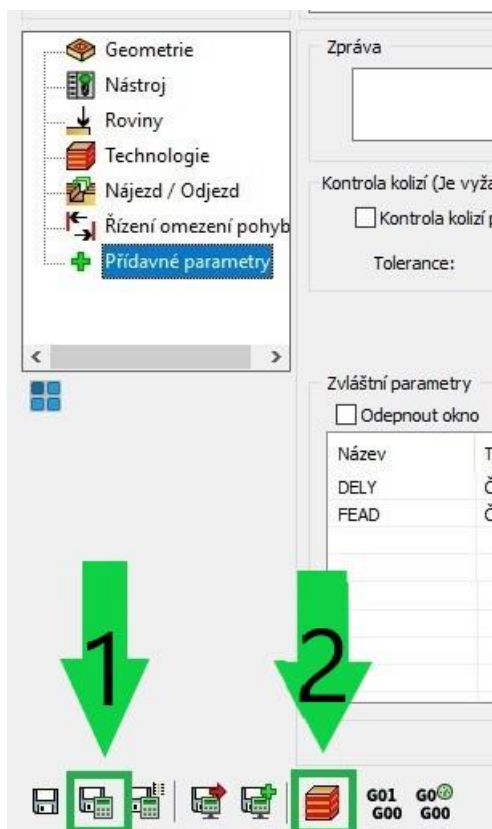 Geometrie
Nástroj
Roviny
Technologie
Nájezd / Odjezd
Řízení omezení pohyb
Přídavné parametry
Zpráva
Kontrola kolizí (Je vyža
Kontrola kolizí p
Tolerance:
Zvláštní parametry
Odepnout okno
Název T
DELY Č
FEAD Č
1
2
G01 G0
G00 G00